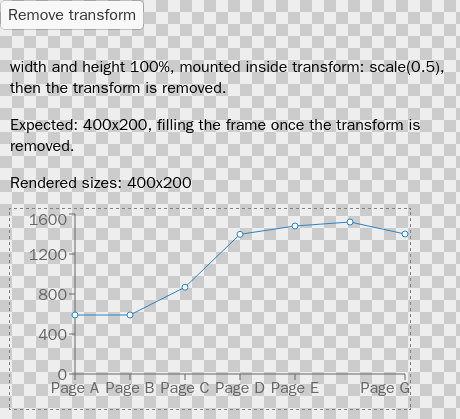 Remove transform
width and height 100%, mounted inside transform: scale(0.5),
then the transform is removed.
Expected: 400x200, filling the frame once the transform is
removed.
Rendered sizes: 400x200
1600
1200
800
400
0
Page A Page B Page C Page D Page E Page G